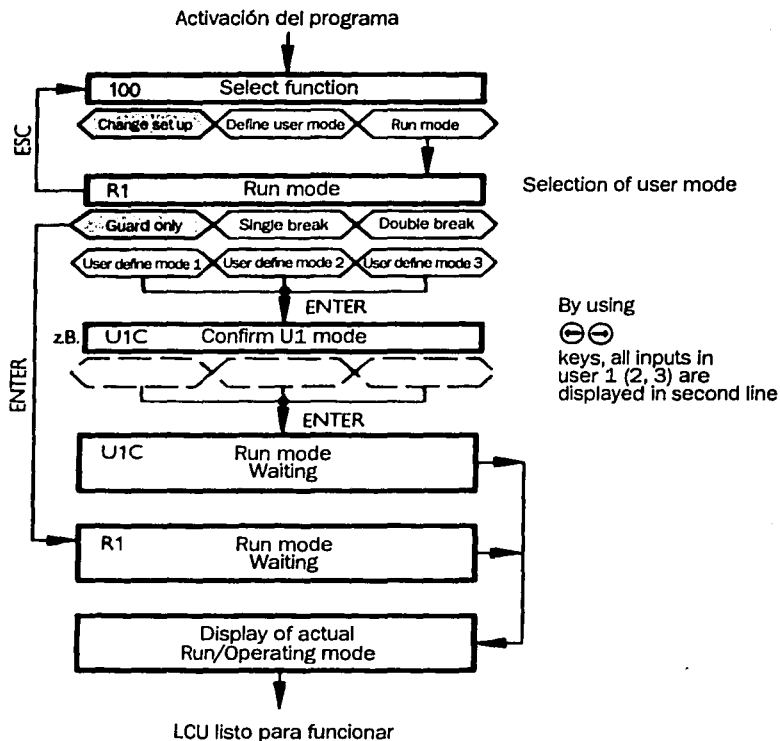 Activación del programa
100 Select function
Change set up Define user mode Run mode
ESC
R1 Run mode
Selection of user mode
Guard only Single break Double break
User define mode 1 User define mode 2 User define mode 3
ENTER
z.B. U1C Confirm U1 mode
By using
keys, all inputs in
user 1 (2, 3) are
displayed in second line
ENTER
ENTER
U1C Run mode
Waiting
R1 Run mode
Waiting
Display of actual
Run/Operating mode
LCU listo para funcionar